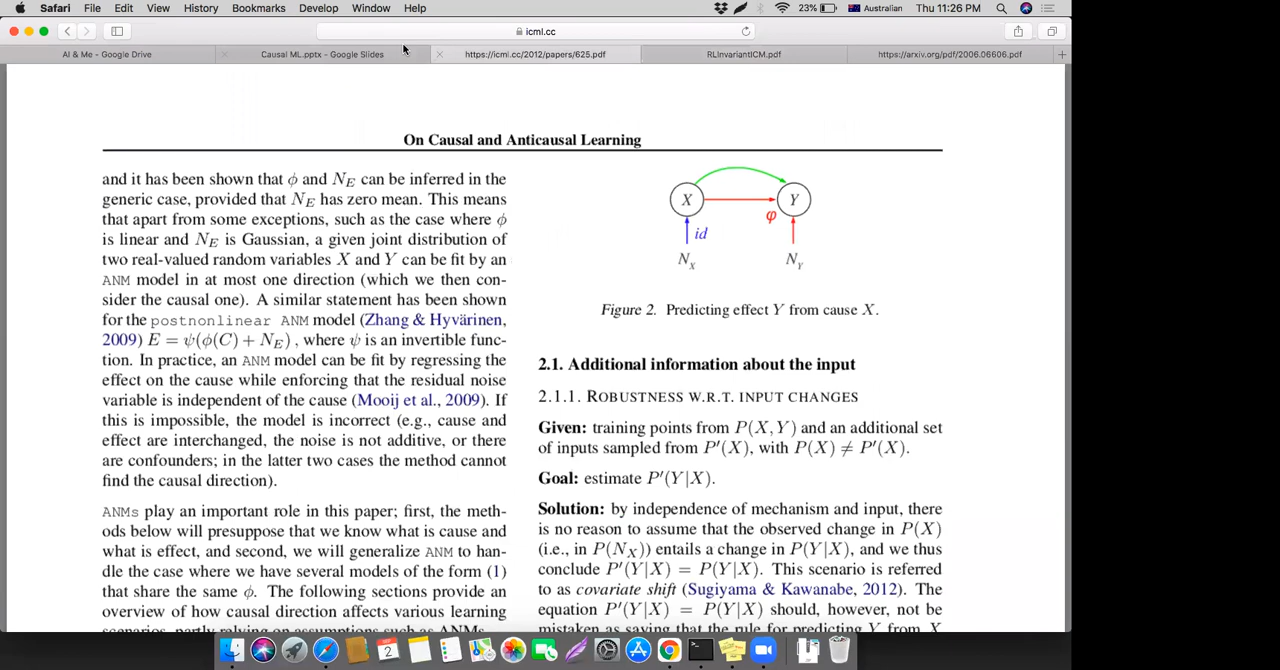 Safari File Edit View History Bookmarks Develop Window Help 23% Australian Thu 11:26 PM
icml.cc
AI & Me - Google Drive Causal ML.pptx - Google Slides https://icml.cc/2012/papers/625.pdf RLInvariantICM.pdf https://arxiv.org/pdf/2006.06606.pdf
On Causal and Anticausal Learning
and it has been shown that ϕ and N_E can be inferred in the
generic case, provided that N_E has zero mean. This means
that apart from some exceptions, such as the case where ϕ
is linear and N_E is Gaussian, a given joint distribution of
two real-valued random variables X and Y can be fit by an
ANM model in at most one direction (which we then con-
sider the causal one). A similar statement has been shown
for the postnonlinear ANM model (Zhang & Hyvärinen,
2009) E = ψ(ϕ(C) + N_E), where ψ is an invertible func-
tion. In practice, an ANM model can be fit by regressing the
effect on the cause while enforcing that the residual noise
variable is independent of the cause (Mooij et al., 2009). If
this is impossible, the model is incorrect (e.g., cause and
effect are interchanged, the noise is not additive, or there
are confounders; in the latter two cases the method cannot
find the causal direction).
ANMs play an important role in this paper; first, the meth-
ods below will presuppose that we know what is cause and
what is effect, and second, we will generalize ANM to han-
dle the case where we have several models of the form (1)
that share the same ϕ. The following sections provide an
overview of how causal direction affects various learning
scenarios, partly relying on assumptions such as ANMs.
X Y
φ
id
N_X N_Y
Figure 2. Predicting effect Y from cause X.
2.1. Additional information about the input
2.1.1. ROBUSTNESS W.R.T. INPUT CHANGES
Given: training points from P(X, Y) and an additional set
of inputs sampled from P′(X), with P(X) ≠ P′(X).
Goal: estimate P′(Y|X).
Solution: by independence of mechanism and input, there
is no reason to assume that the observed change in P(X)
(i.e., in P(N_X)) entails a change in P(Y|X), and we thus
conclude P′(Y|X) = P(Y|X). This scenario is referred
to as covariate shift (Sugiyama & Kawanabe, 2012). The
equation P′(Y|X) = P(Y|X) should, however, not be
mistaken as saying that the rule for predicting Y from X
2